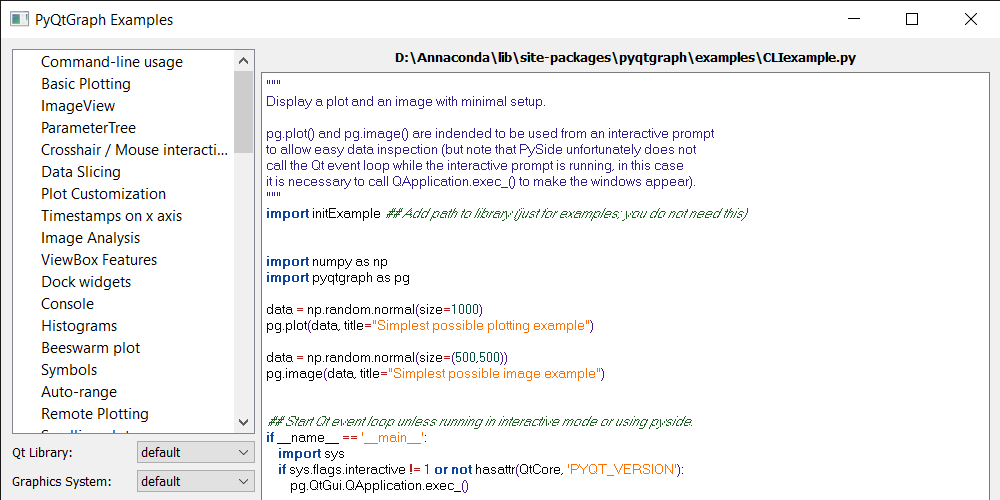 PyQtGraph Examples
Command-line usage
Basic Plotting
ImageView
ParameterTree
Crosshair / Mouse interacti...
Data Slicing
Plot Customization
Timestamps on x axis
Image Analysis
ViewBox Features
Dock widgets
Console
Histograms
Beeswarm plot
Symbols
Auto-range
Remote Plotting
Qt Library:
default
Graphics System:
default
D:\Annaconda\lib\site-packages\pyqtgraph\examples\CLIexample.py
"""
Display a plot and an image with minimal setup.
pg.plot() and pg.image() are indended to be used from an interactive prompt
to allow easy data inspection (but note that PySide unfortunately does not
call the Qt event loop while the interactive prompt is running, in this case
it is necessary to call QApplication.exec_() to make the windows appear).
"""
import initExample ## Add path to library (just for examples; you do not need this)
import numpy as np
import pyqtgraph as pg
data = np.random.normal(size=1000)
pg.plot(data, title="Simplest possible plotting example")
data = np.random.normal(size=(500,500))
pg.image(data, title="Simplest possible image example")
## Start Qt event loop unless running in interactive mode or using pyside.
if __name__ == '__main__':
import sys
if sys.flags.interactive != 1 or not hasattr(QtCore, 'PYQT_VERSION'):
pg.QtGui.QApplication.exec_()